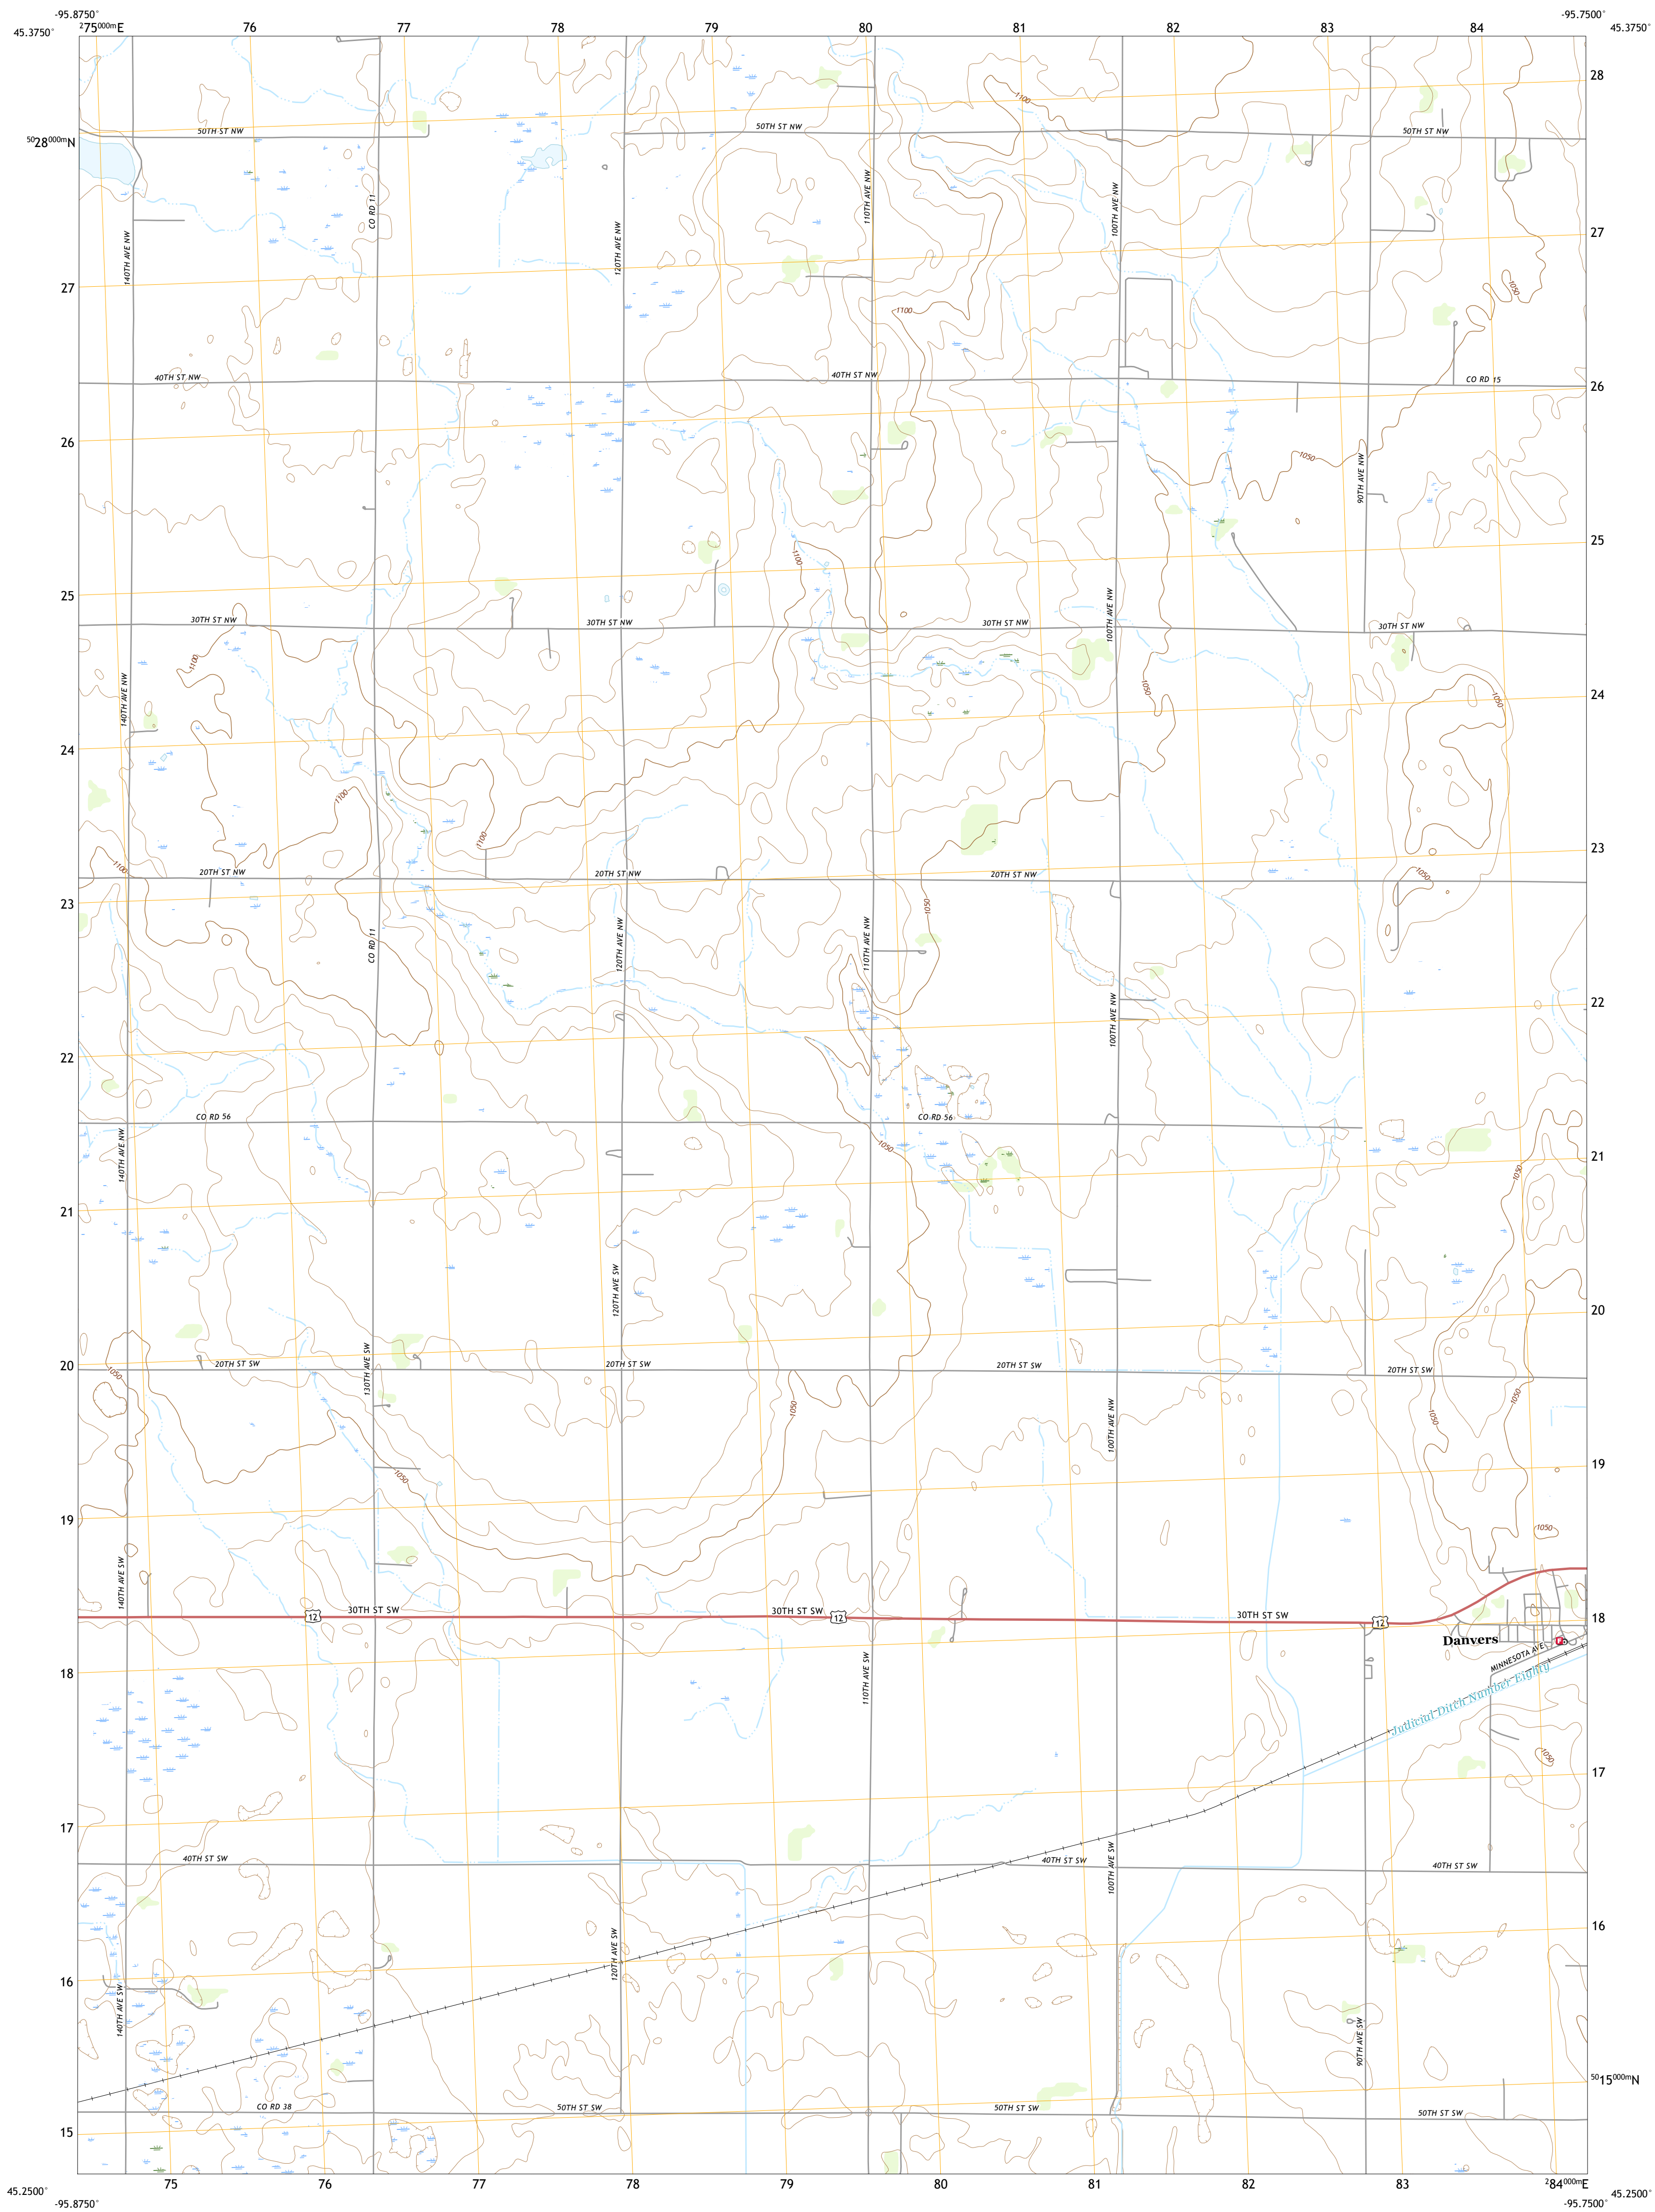 -95.8750°
-95.7500°
45.3750°
275000mE 76 77 78 79 80 81 82 83 84
45.3750°
28
1100
50TH ST NW
50TH ST NW
50TH ST NW
5028000mN
CO RD 11
110TH AVE NW
100TH AVE NW
140TH AVE NW
120TH AVE NW
27
27
1050
1100
40TH ST NW
40TH ST NW
CO RD 15
26
26
1050
90TH AVE NW
25
1100
25
30TH ST NW
30TH ST NW
30TH ST NW
100TH AVE NW
30TH ST NW
1100
140TH AVE NW
1050
1050
24
24
1100
1100
23
1100
20TH ST NW
20TH ST NW
20TH ST NW
1050
23
1050
CO RD 11
120TH AVE NW
110TH AVE NW
100TH AVE NW
22
22
CO RD 56
CO RD 56
140TH AVE NW
1050
1050
21
21
120TH AVE SW
20
20
1050
130TH AVE SW
20TH ST SW
20TH ST SW
20TH ST SW
20TH ST SW
1050
1050
1050
100TH AVE NW
1050
19
19
1050
140TH AVE SW
12
30TH ST SW
30TH ST SW
12
30TH ST SW
12
18
Danvers
MINNESOTA AVE
18
110TH AVE SW
Judicial Ditch Number Eighty
1050
17
17
40TH ST SW
40TH ST SW
40TH ST SW
100TH AVE SW
16
120TH AVE SW
16
140TH AVE SW
90TH AVE SW
5015000mN
CO RD 38
50TH ST SW
50TH ST SW
50TH ST SW
15
75 76 77 78 79 80 81 82 83 284000mE
45.2500°
45.2500°
-95.8750°
-95.7500°